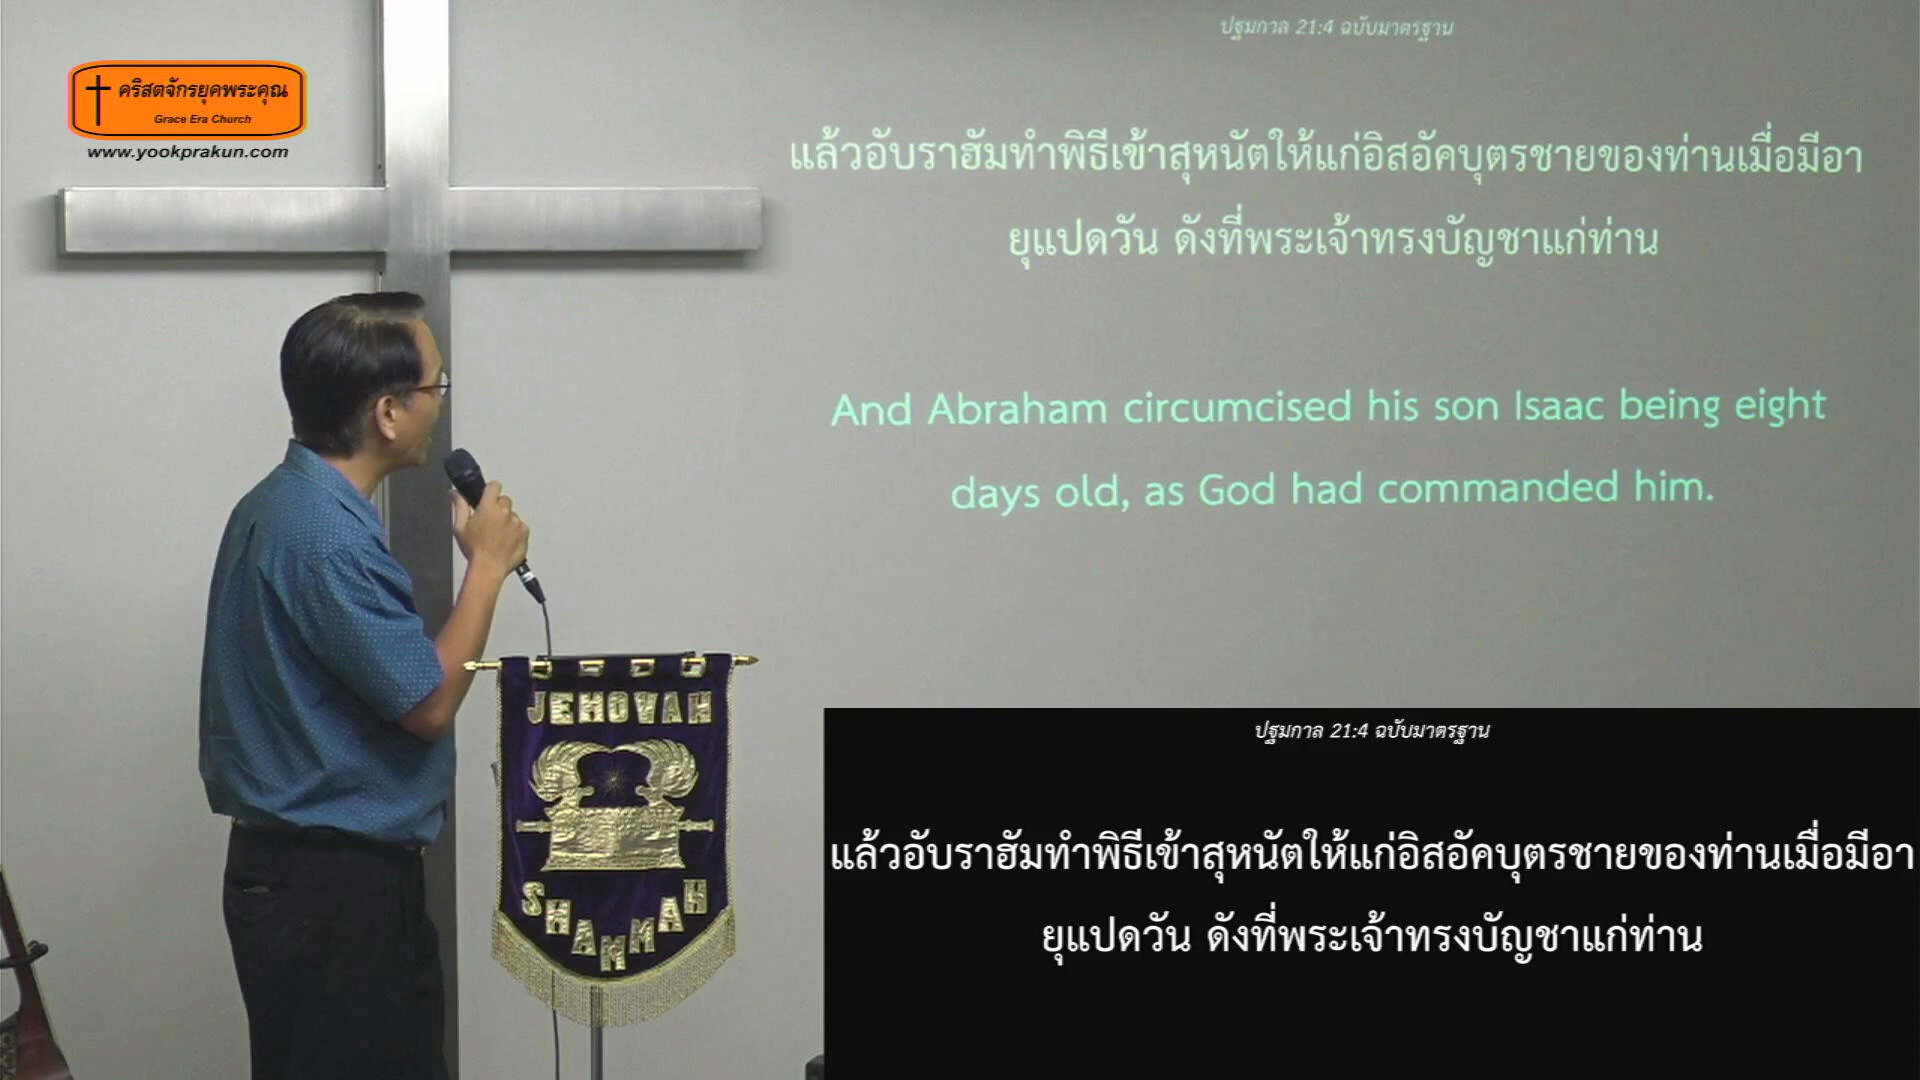 คริสตจักรยุคพระคุณ
Grace Era Church
www.yookprakun.com
ปฐมกาล 21:4 ฉบับมาตรฐาน
แล้วอับราฮัมทำพิธีเข้าสุหนัตให้แก่อิสอัคบุตรชายของท่านเมื่อมีอา
ยุแปดวัน ดังที่พระเจ้าทรงบัญชาแก่ท่าน
And Abraham circumcised his son Isaac being eight
days old, as God had commanded him.
JEHOVAH
SHAMMAH
ปฐมกาล 21:4 ฉบับมาตรฐาน
แล้วอับราฮัมทำพิธีเข้าสุหนัตให้แก่อิสอัคบุตรชายของท่านเมื่อมีอา
ยุแปดวัน ดังที่พระเจ้าทรงบัญชาแก่ท่าน